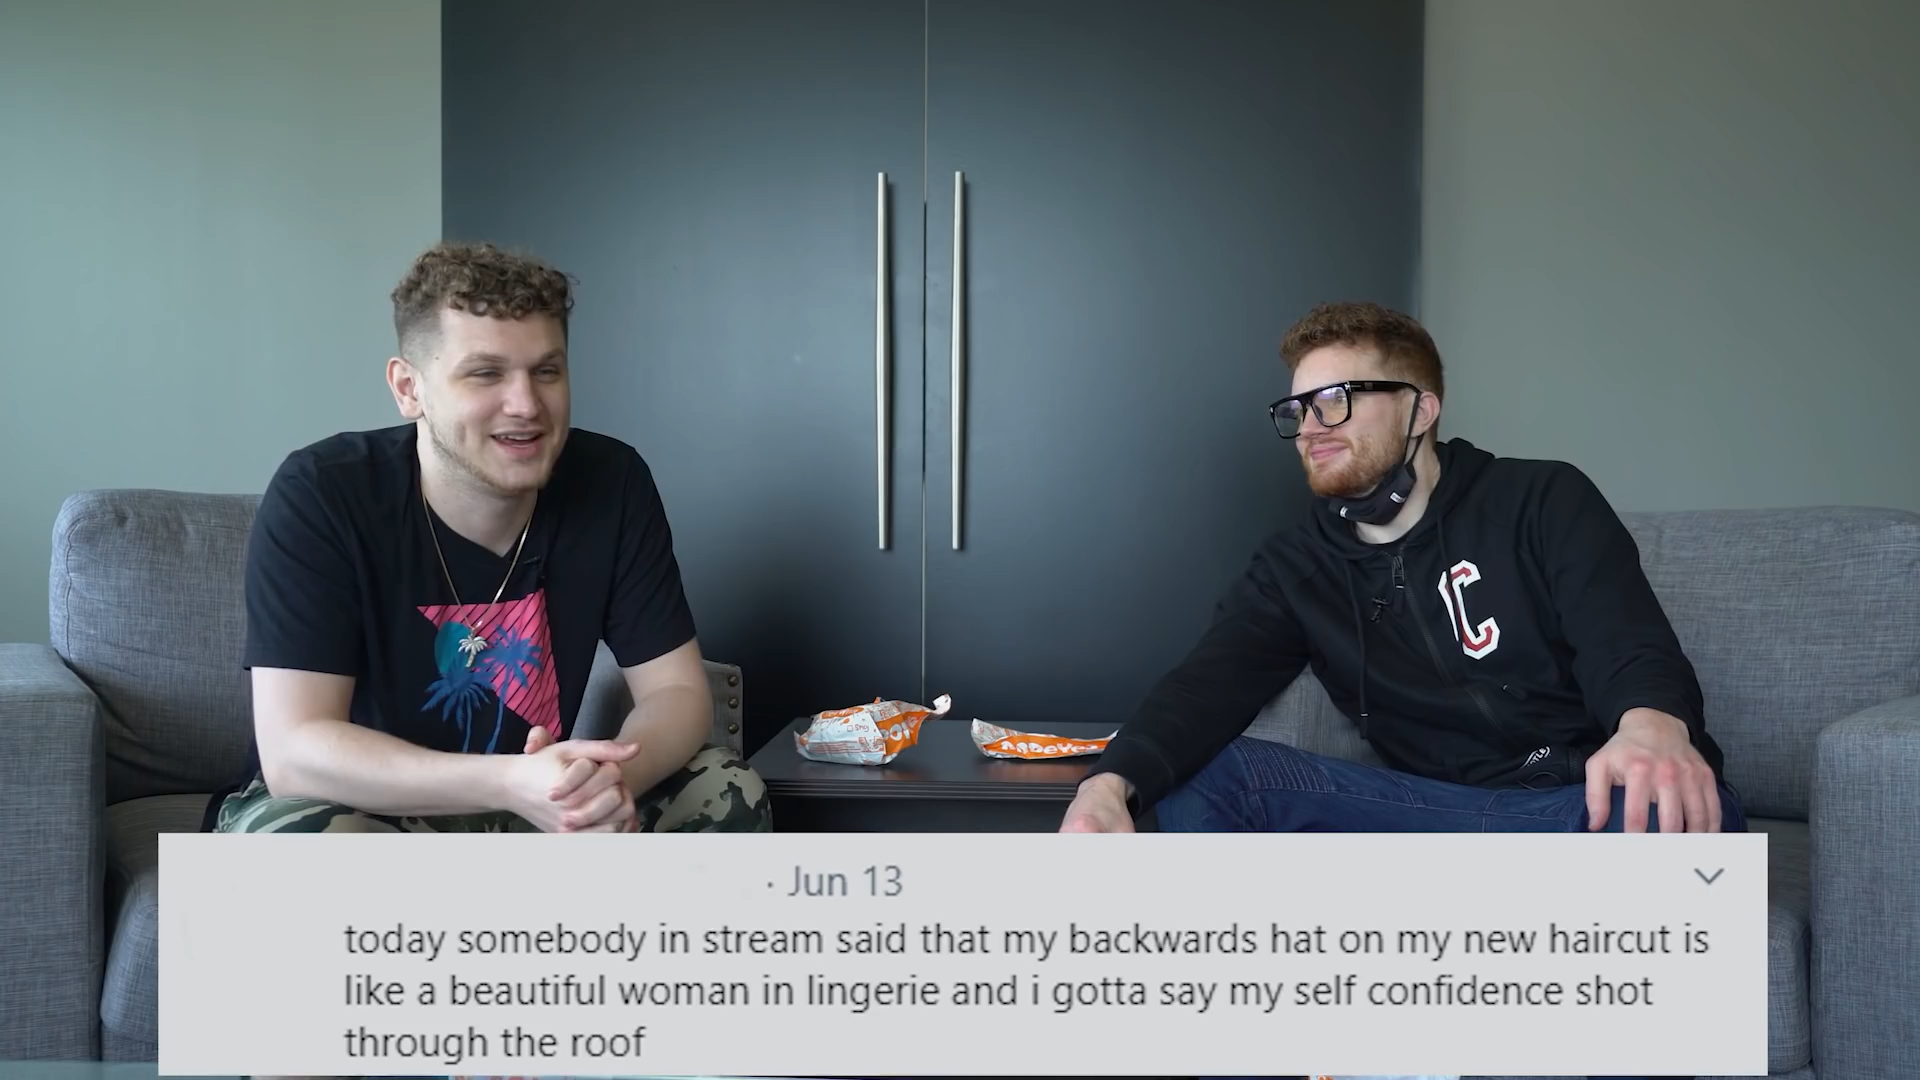 C
POPEYES
· Jun 13
today somebody in stream said that my backwards hat on my new haircut is
like a beautiful woman in lingerie and i gotta say my self confidence shot
through the roof